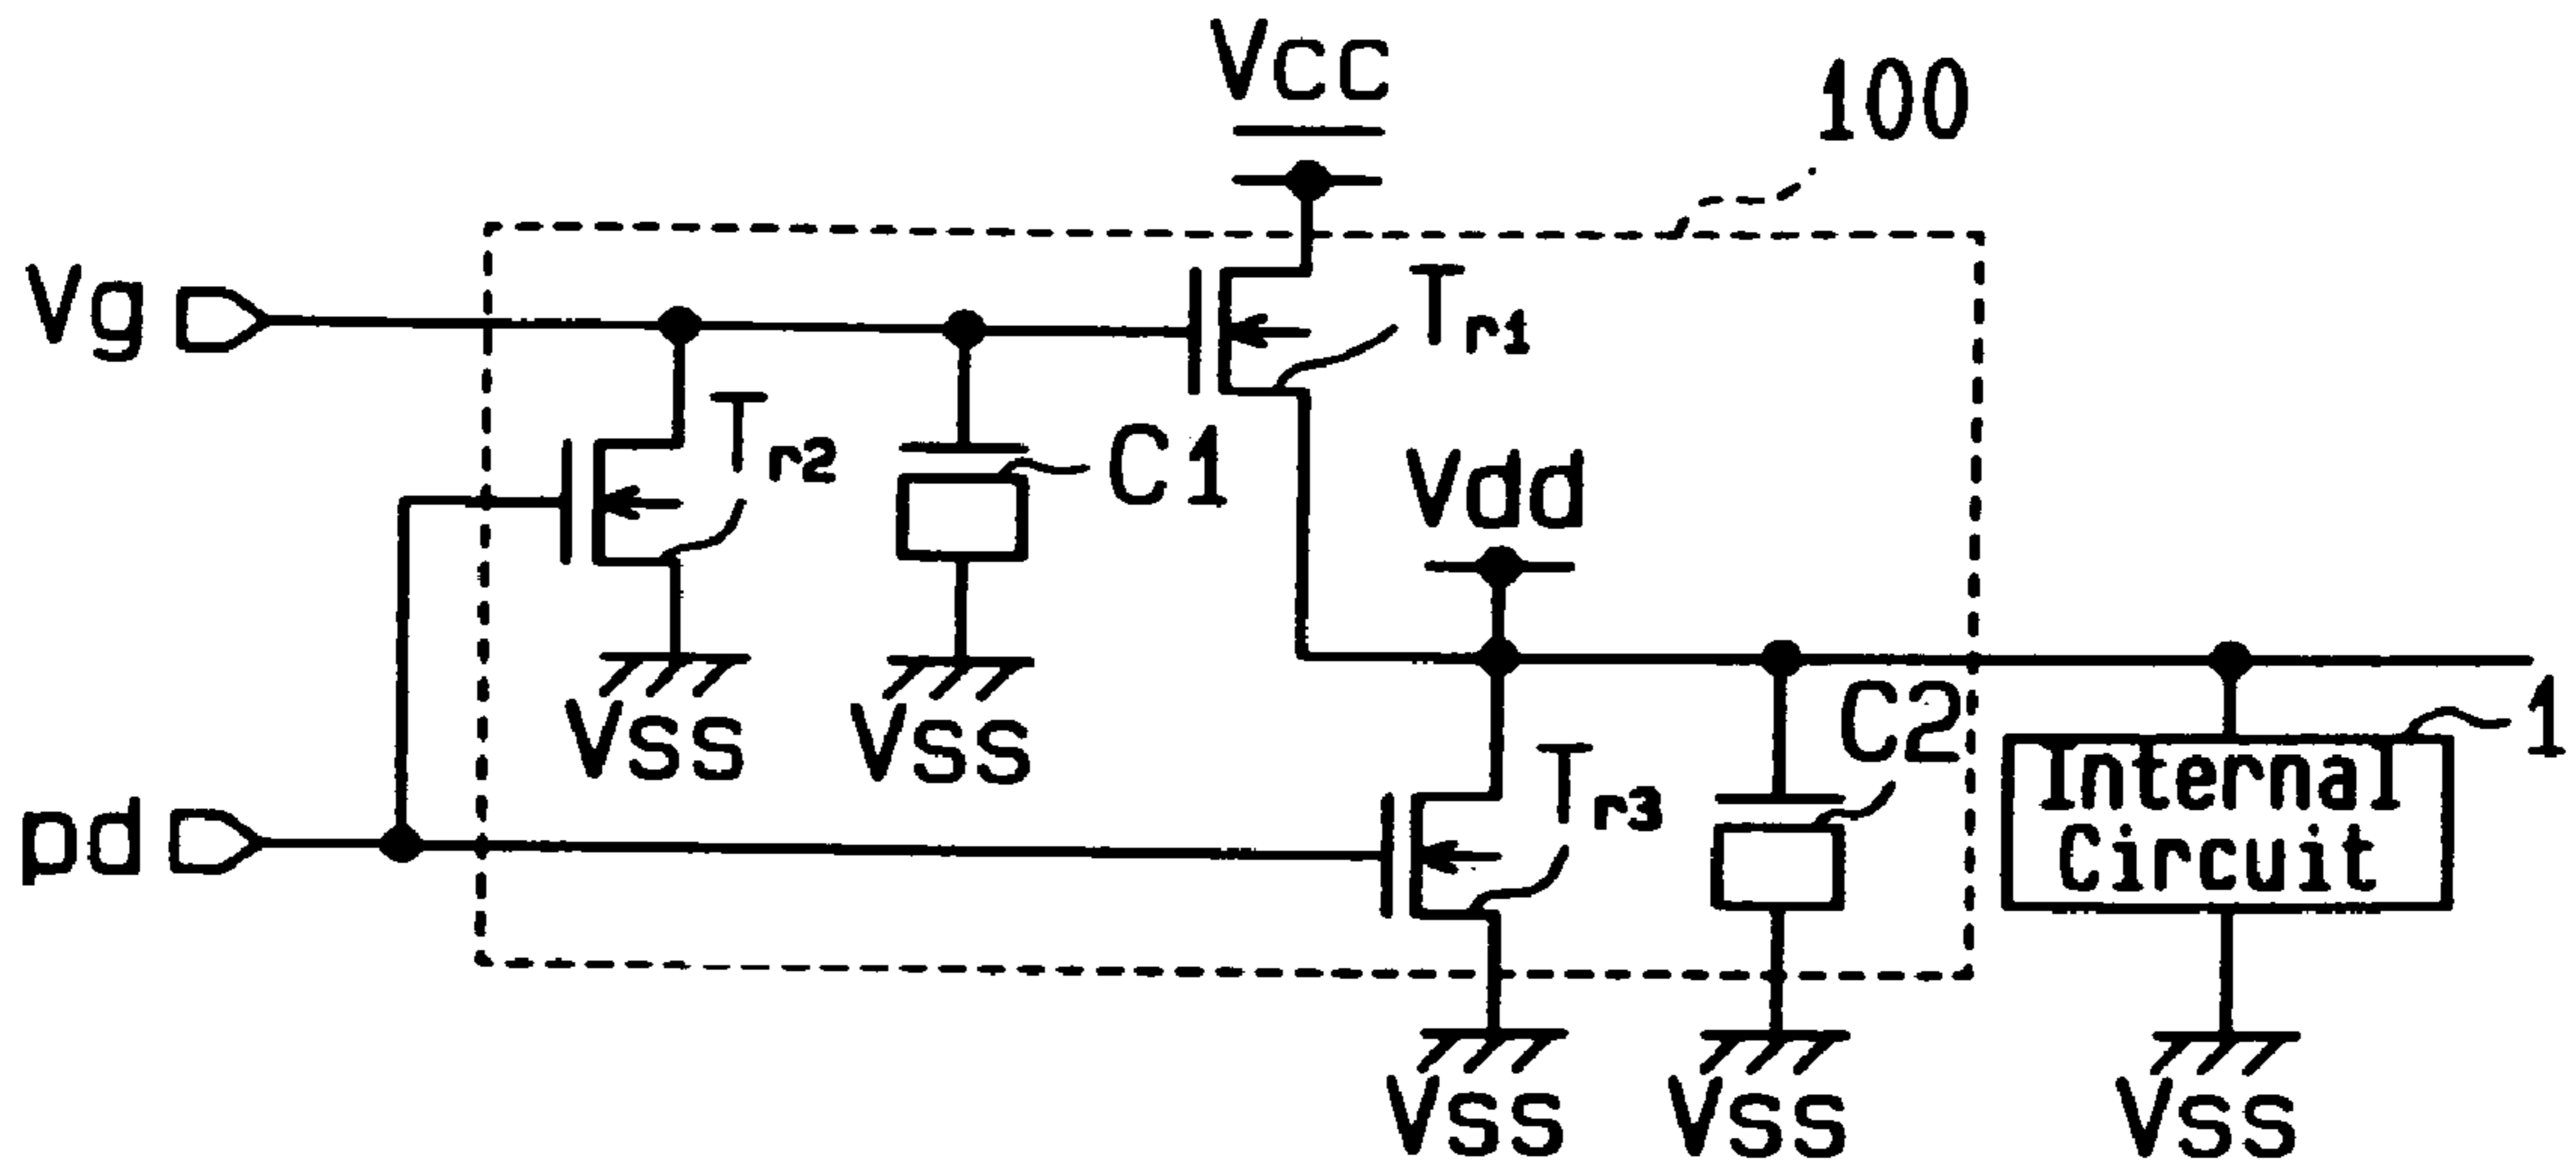 Vcc
100
Vg
Tr1
Tr2
C1
Vdd
Vss
Vss
C2
1
pd
Tr3
Internal
Circuit
Vss
Vss
Vss